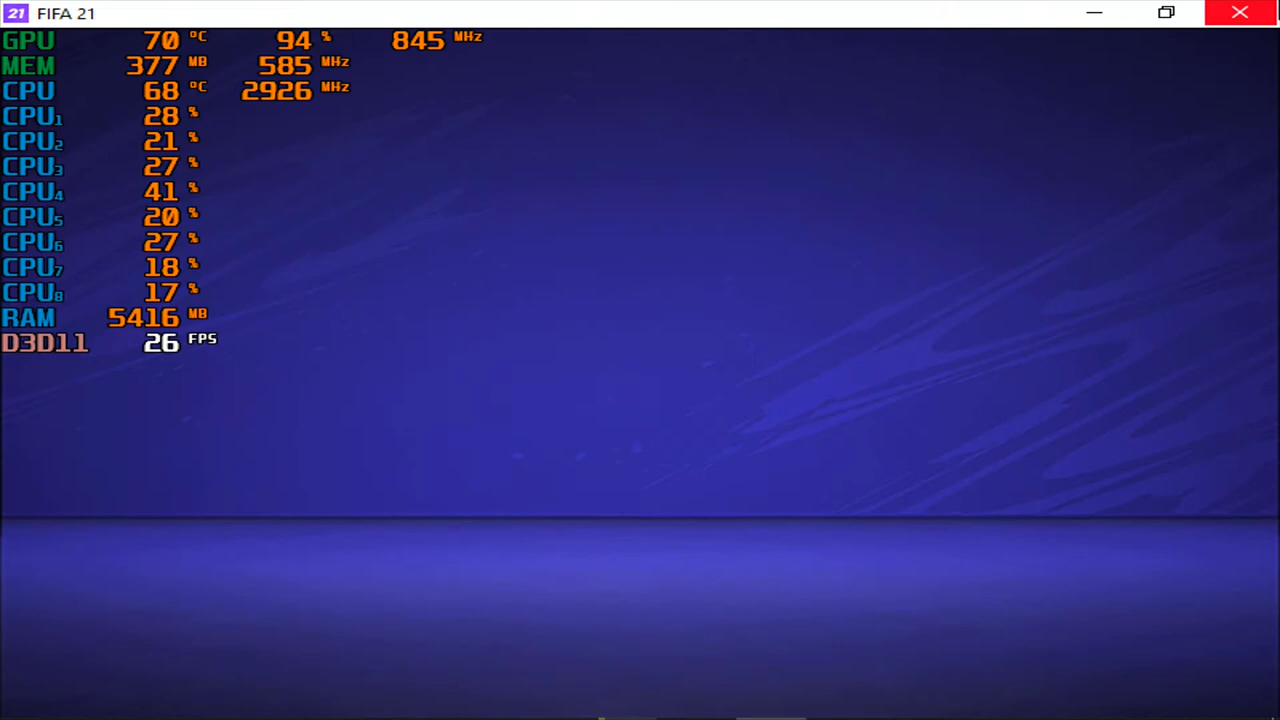 21 FIFA 21
GPU 70 °C 94 % 845 MHz
MEM 377 MB 585 MHz
CPU 68 °C 2926 MHz
CPU1 28 %
CPU2 21 %
CPU3 27 %
CPU4 41 %
CPU5 20 %
CPU6 27 %
CPU7 18 %
CPU8 17 %
RAM 5416 MB
D3D11 26 FPS